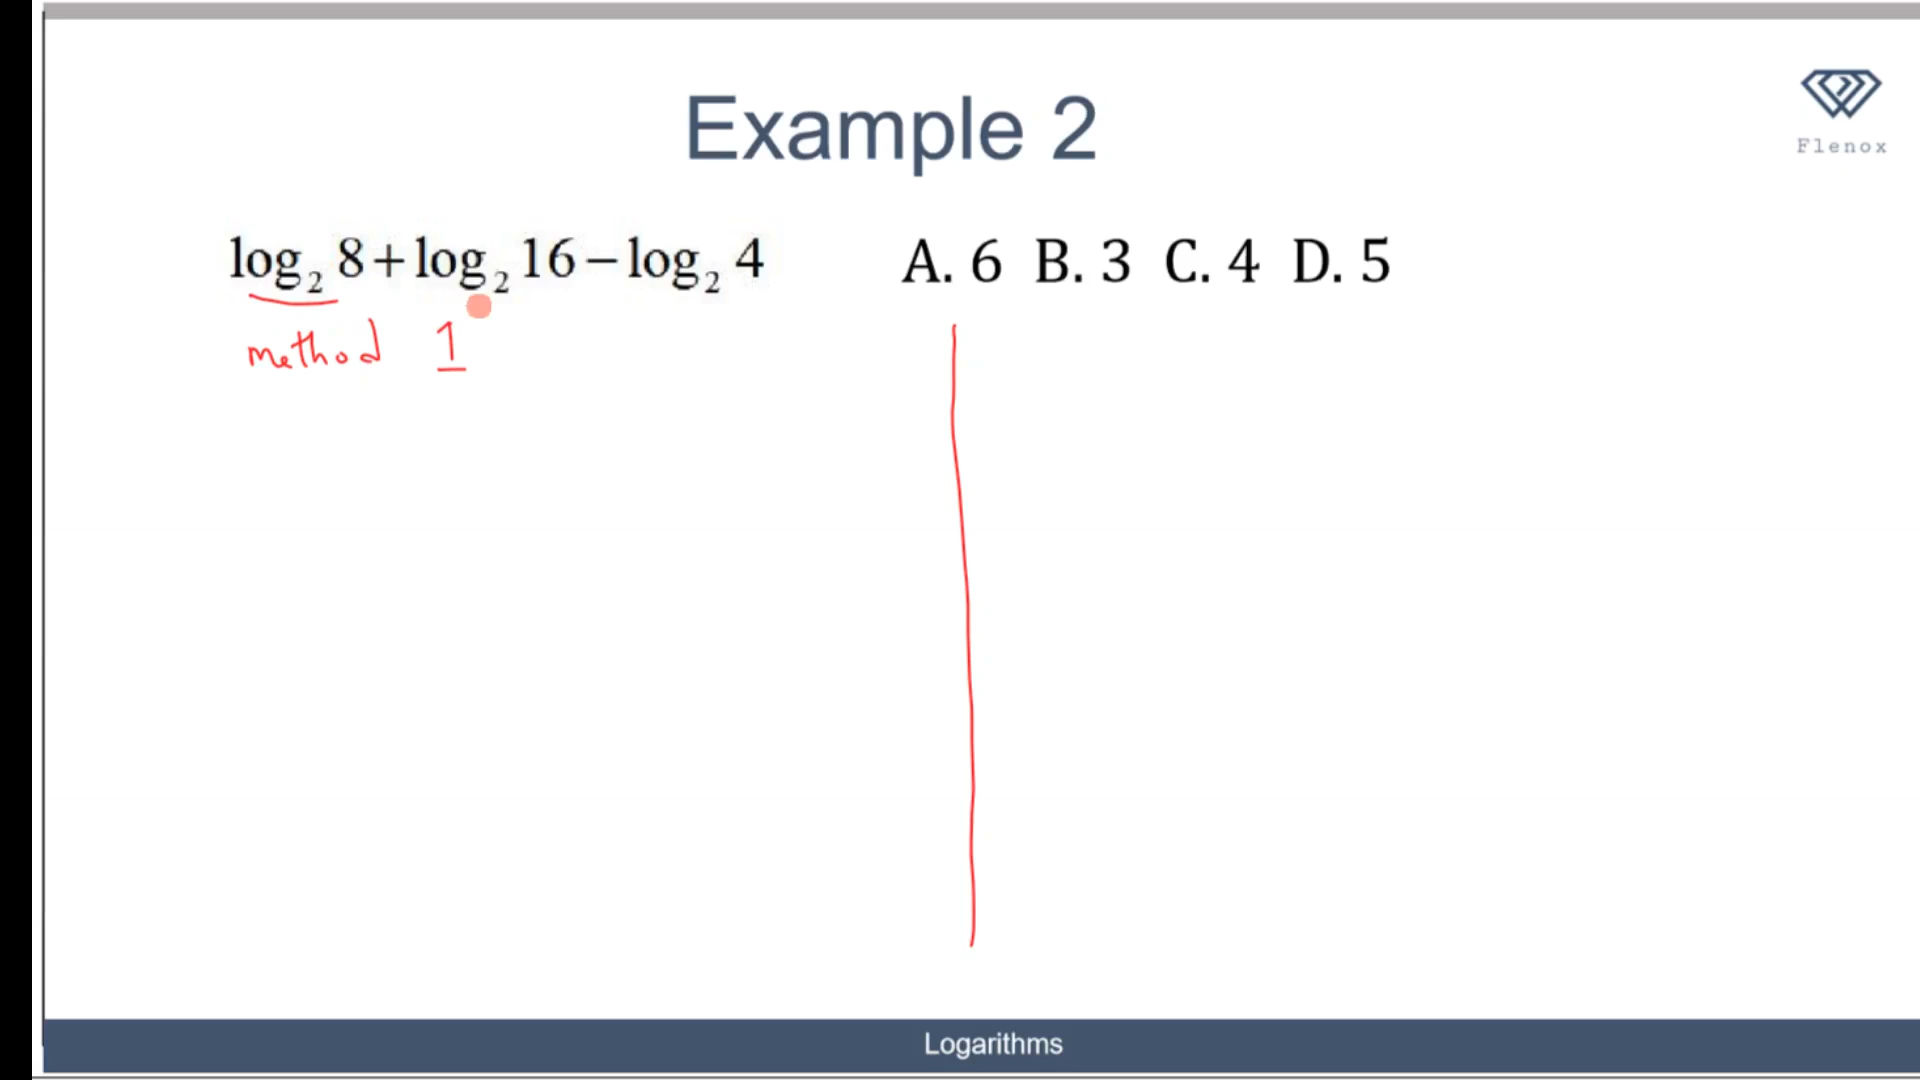 Example 2
Flenox
log₂ 8 + log₂ 16 − log₂ 4 A. 6 B. 3 C. 4 D. 5
method 1
Logarithms